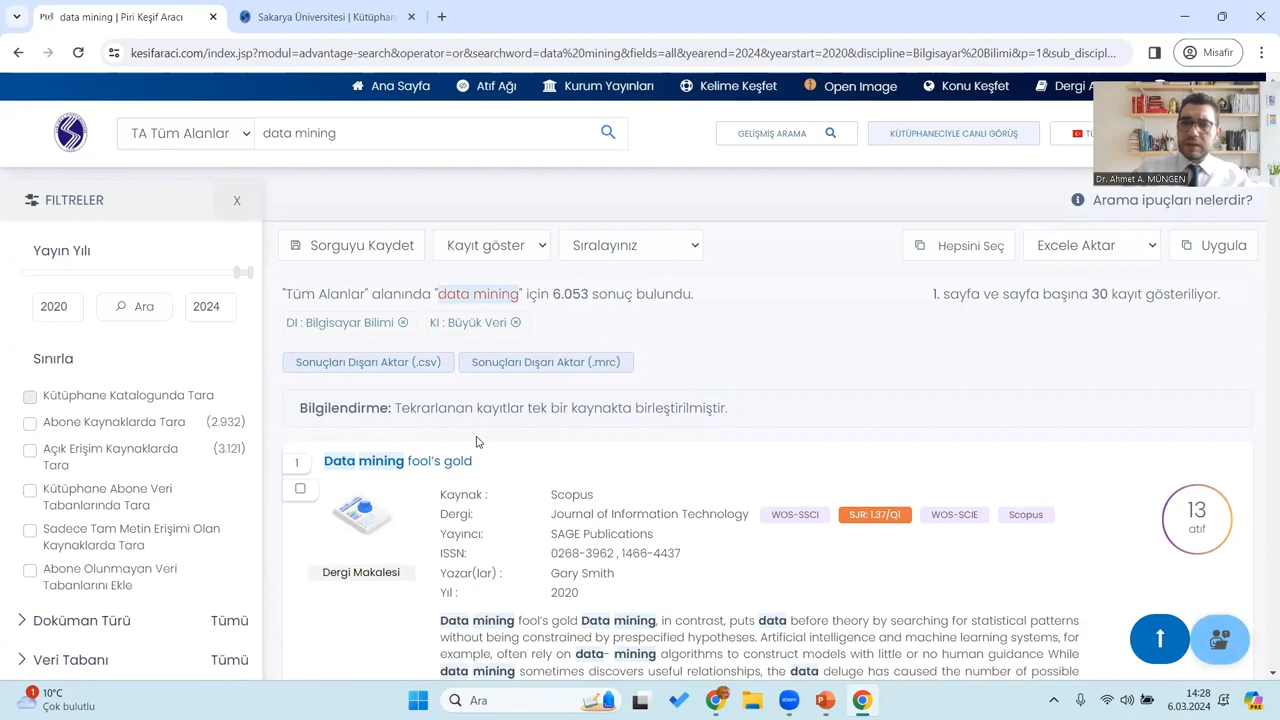 Piri data mining | Piri Keşif Aracı
Sakarya Üniversitesi | Kütüphan
kesifaraci.com/index.jsp?modul=advantage-search&operator=or&searchword=data%20mining&fields=all&yearend=2024&yearstart=2020&discipline=Bilgisayar%20Bilimi&p=1&sub_discipl...
Misafir
Ana Sayfa Atıf Ağı Kurum Yayınları Kelime Keşfet Open Image Konu Keşfet Dergi A
TA Tüm Alanlar data mining GELİŞMİŞ ARAMA KÜTÜPHANECİYLE CANLI GÖRÜŞ TÜ
Dr. Ahmet A. MÜNGEN
FİLTRELER X
Arama ipuçları nelerdir?
Yayın Yılı
2020 Ara 2024
Sınırla
Kütüphane Katalogunda Tara
Abone Kaynaklarda Tara (2.932)
Açık Erişim Kaynaklarda (3.121)
Tara
Kütüphane Abone Veri
Tabanlarında Tara
Sadece Tam Metin Erişimi Olan
Kaynaklarda Tara
Abone Olunmayan Veri
Tabanlarını Ekle
Doküman Türü Tümü
Veri Tabanı Tümü
Sorguyu Kaydet Kayıt göster Sıralayınız Hepsini Seç Excele Aktar Uygula
"Tüm Alanlar" alanında "data mining" için 6.053 sonuç bulundu. 1. sayfa ve sayfa başına 30 kayıt gösteriliyor.
DI : Bilgisayar Bilimi KI : Büyük Veri
Sonuçları Dışarı Aktar (.csv) Sonuçları Dışarı Aktar (.mrc)
Bilgilendirme: Tekrarlanan kayıtlar tek bir kaynakta birleştirilmiştir.
1 Data mining fool's gold
Kaynak : Scopus
Dergi: Journal of Information Technology WOS-SSCI SJR: 1.37/Q1 WOS-SCIE Scopus
Yayıncı: SAGE Publications
ISSN: 0268-3962 , 1466-4437
Yazar(lar) : Gary Smith
Yıl : 2020
Dergi Makalesi
13
atıf
Data mining fool's gold Data mining, in contrast, puts data before theory by searching for statistical patterns
without being constrained by prespecified hypotheses. Artificial intelligence and machine learning systems, for
example, often rely on data- mining algorithms to construct models with little or no human guidance While
data mining sometimes discovers useful relationships, the data deluge has caused the number of possible
1
10°C
Çok bulutlu
Ara
zoom
14:28
6.03.2024
PRE